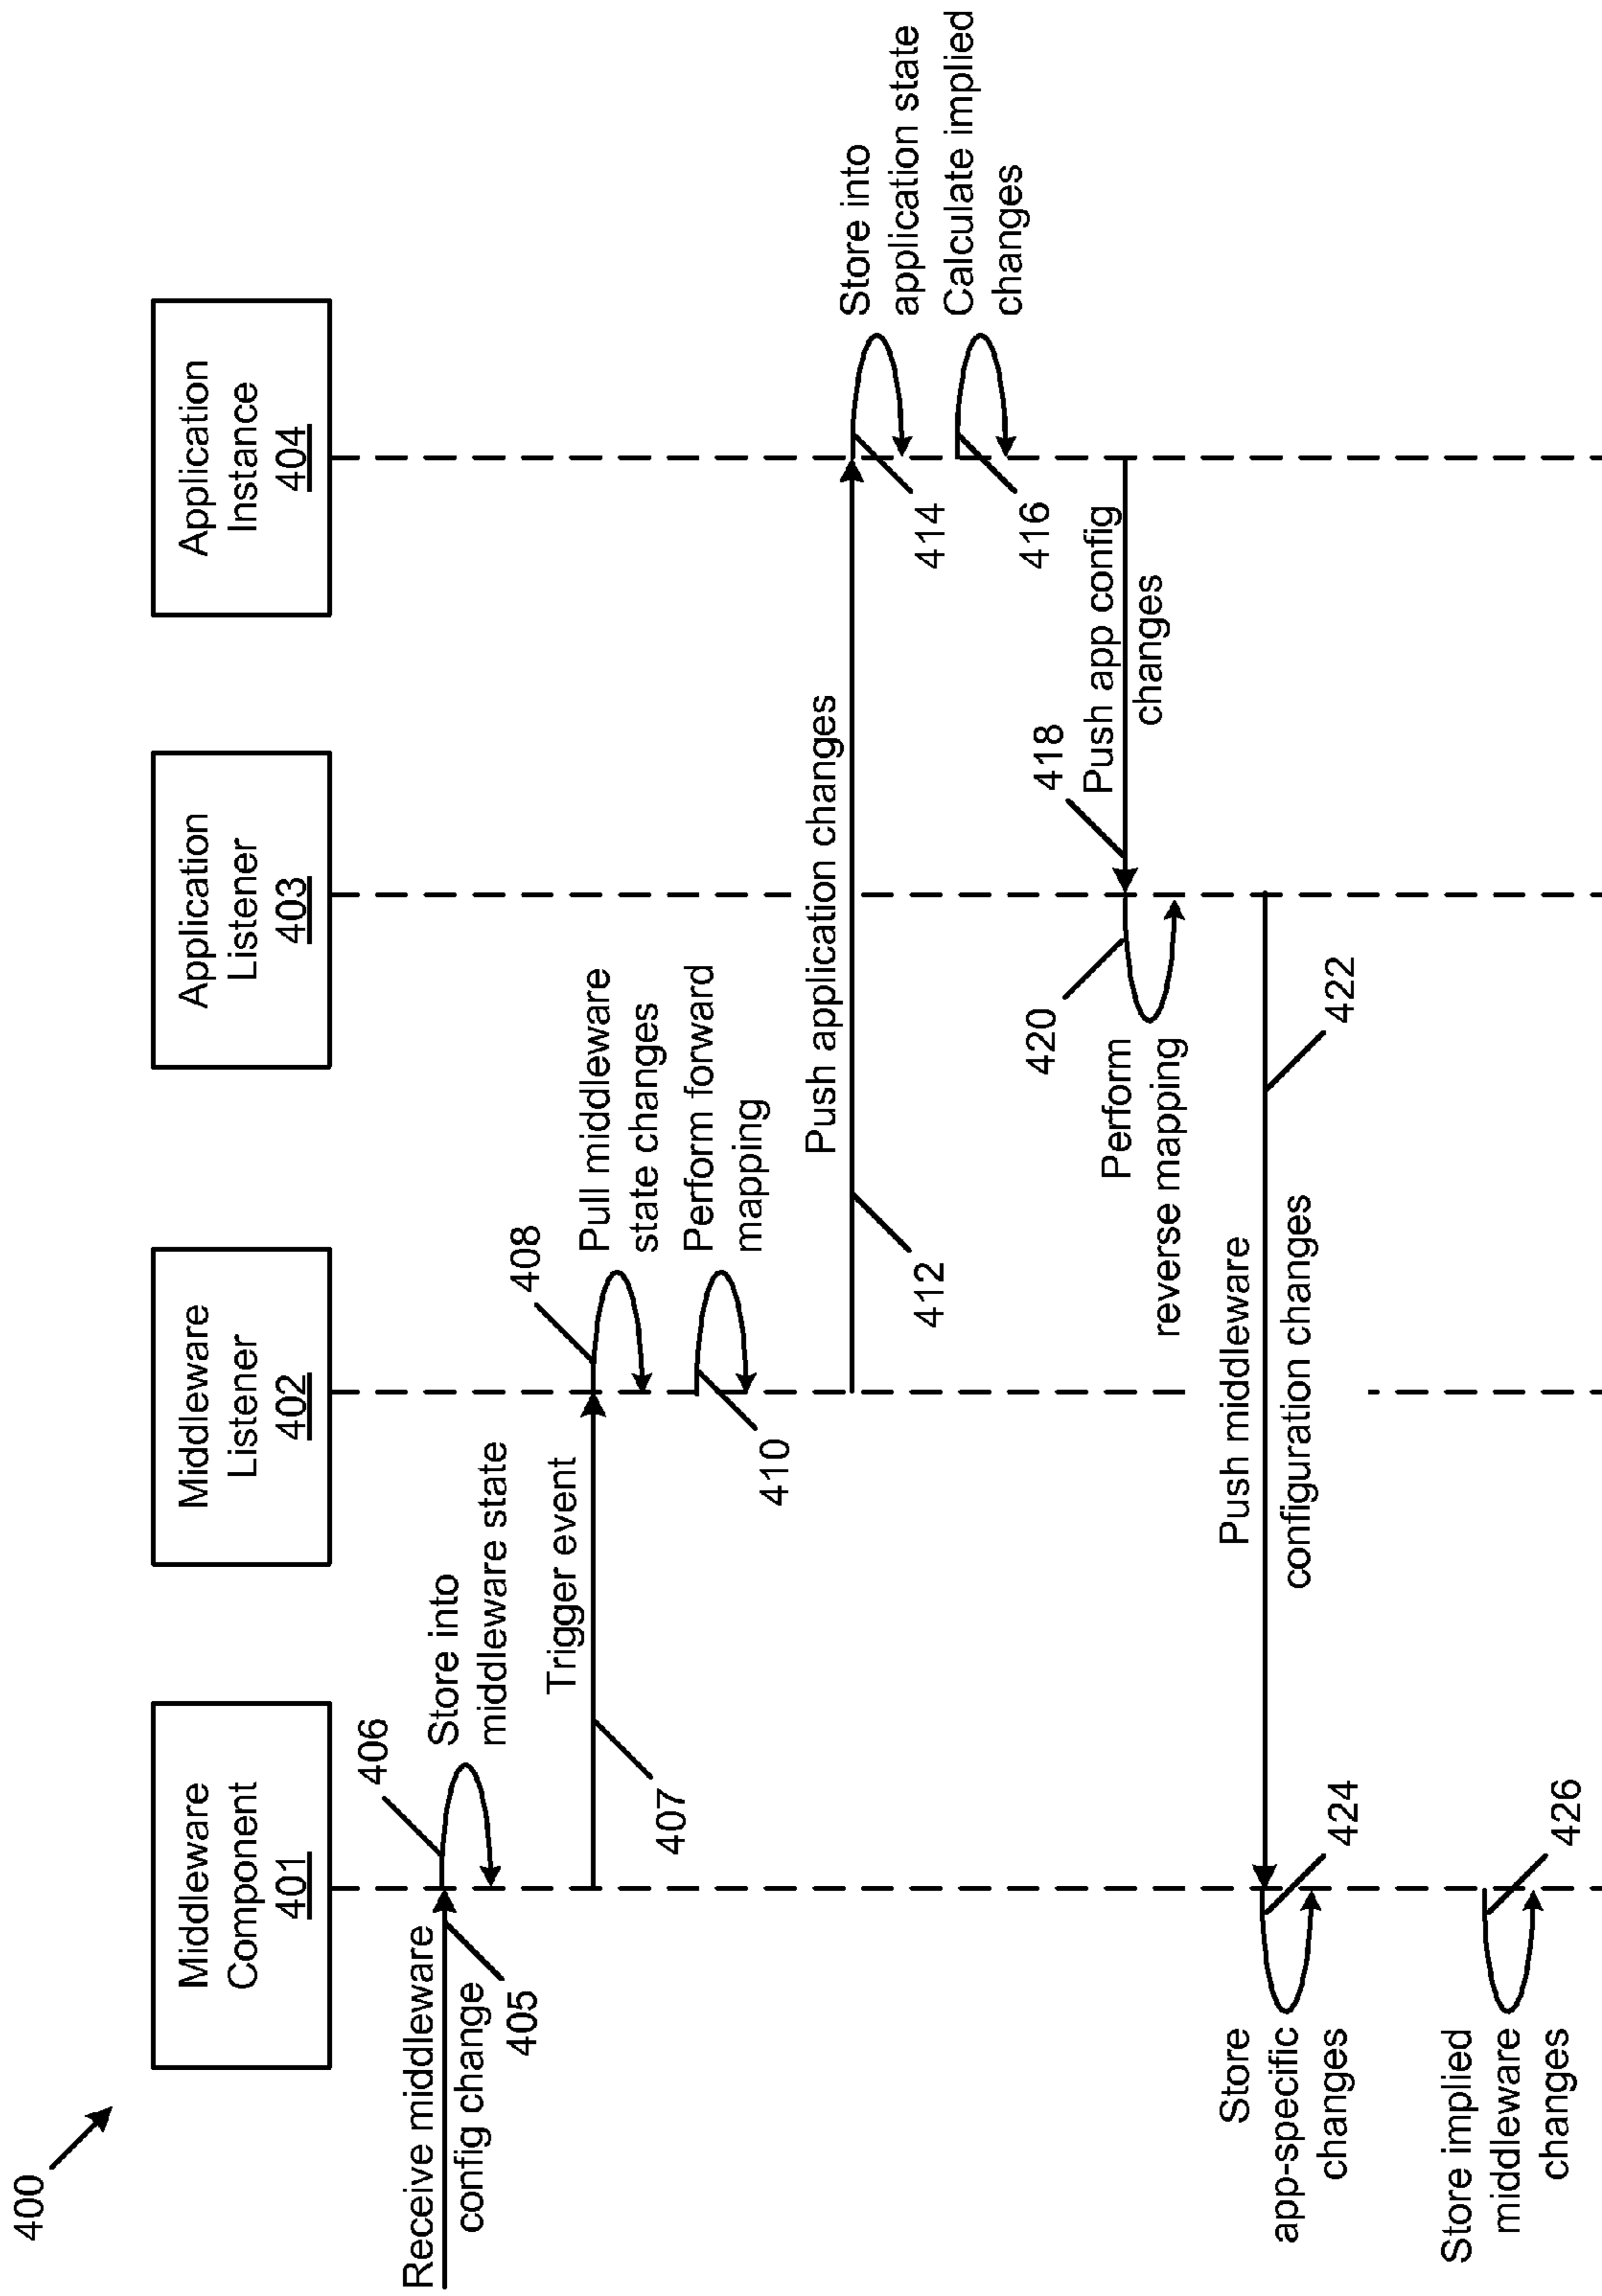 400
Middleware
Component
401
Middleware
Listener
402
Application
Listener
403
Application
Instance
404
Receive middleware
config change
405
406
Store into
middleware state
Trigger event
407
408
Pull middleware
state changes
Perform forward
mapping
410
Push application changes
412
Store into
application state
414
Calculate implied
changes
416
Push app config
changes
418
420
Perform
reverse mapping
Push middleware
configuration changes
422
Store
app-specific
changes
424
Store implied
middleware
changes
426